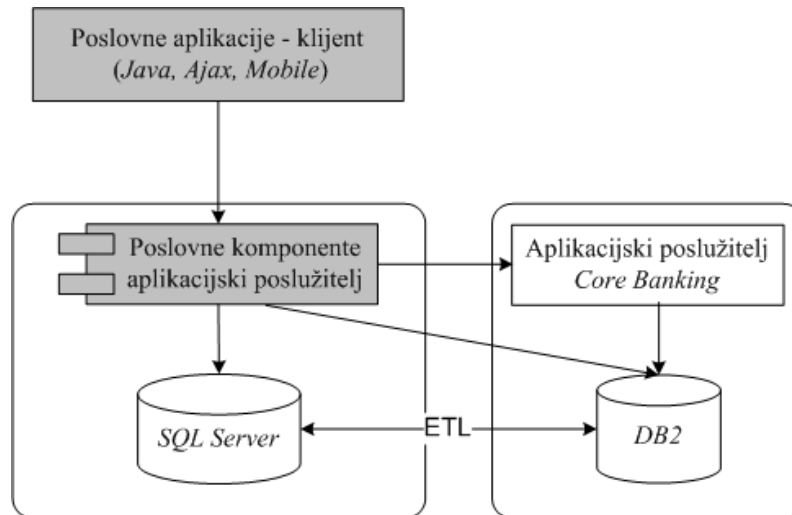 Poslovne aplikacije - klijent
(Java, Ajax, Mobile)
Poslovne komponente
aplikacijski poslužitelj
Aplikacijski poslužitelj
Core Banking
SQL Server
ETL
DB2